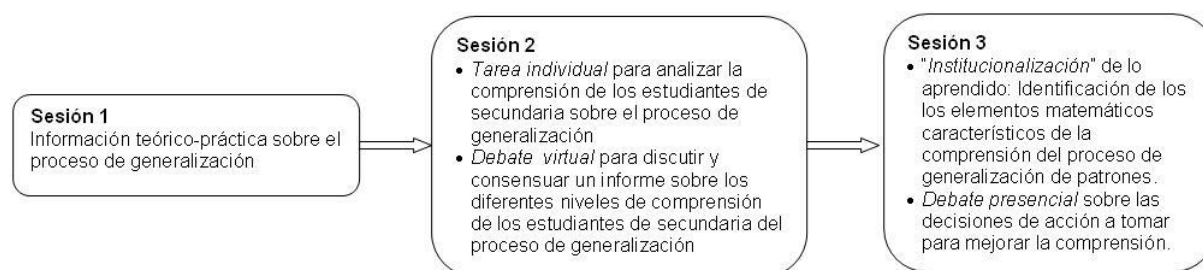 Sesión 1
Información teórico-práctica sobre el
proceso de generalización
Sesión 2
• Tarea individual para analizar la
comprensión de los estudiantes de
secundaria sobre el proceso de
generalización
• Debate virtual para discutir y
consensuar un informe sobre los
diferentes niveles de comprensión
de los estudiantes de secundaria del
proceso de generalización
Sesión 3
• "Institucionalización" de lo
aprendido: Identificación de los
los elementos matemáticos
característicos de la
comprensión del proceso de
generalización de patrones.
• Debate presencial sobre las
decisiones de acción a tomar
para mejorar la comprensión.